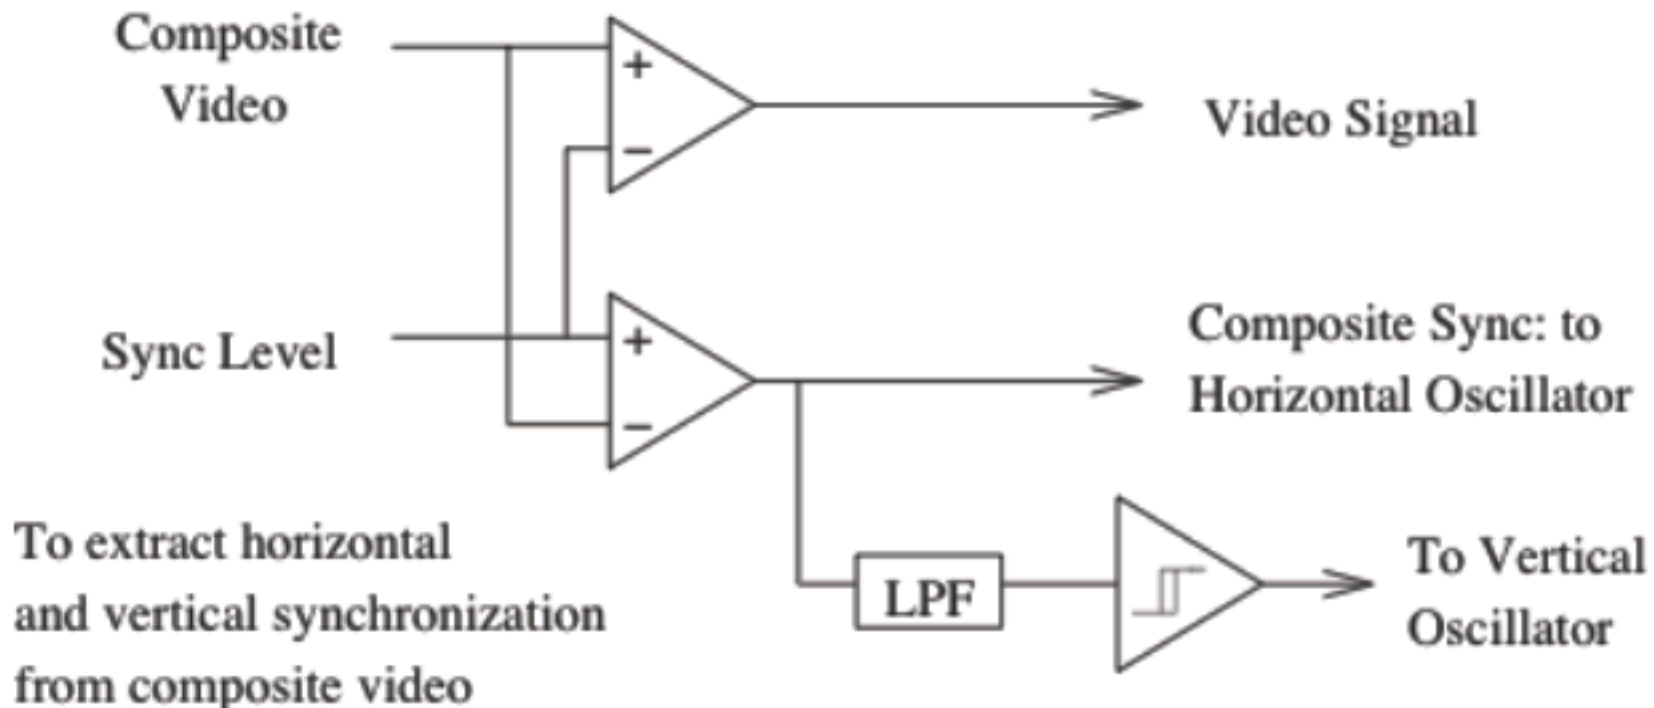 Composite
Video
+
−
Video Signal
Sync Level
+
−
Composite Sync: to
Horizontal Oscillator
To extract horizontal
and vertical synchronization
from composite video
LPF
To Vertical
Oscillator